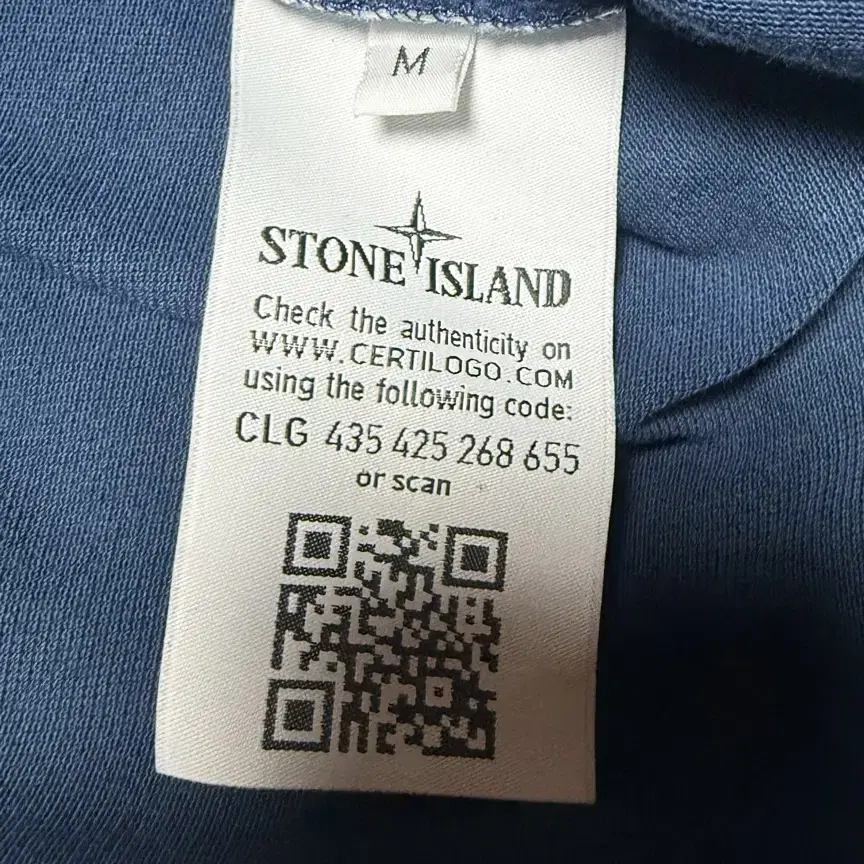 M
STONE ISLAND
Check the authenticity on
WWW.CERTILOGO.COM
using the following code:
CLG 435 425 268 655
or scan